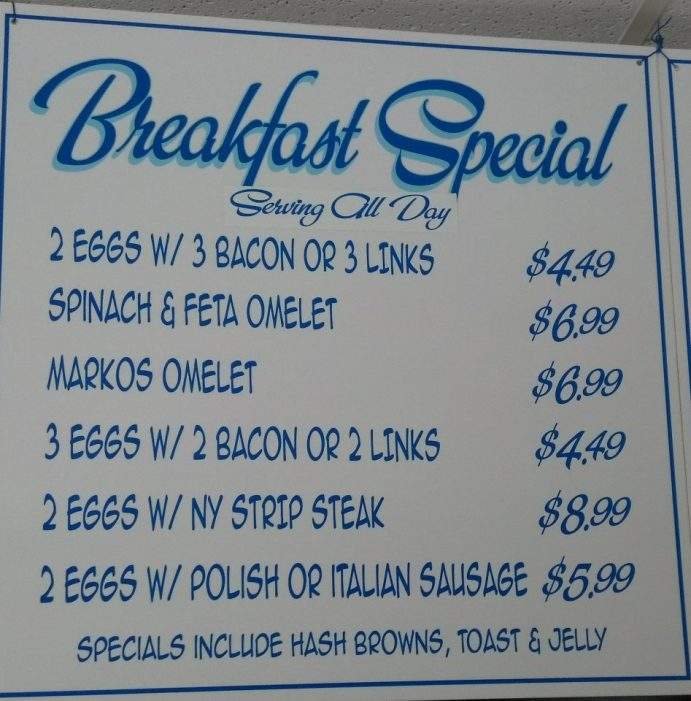 Breakfast Special
Serving All Day
2 EGGS W/ 3 BACON OR 3 LINKS $4.49
SPINACH & FETA OMELET $6.99
MARKOS OMELET $6.99
3 EGGS W/ 2 BACON OR 2 LINKS $4.49
2 EGGS W/ NY STRIP STEAK $8.99
2 EGGS W/ POLISH OR ITALIAN SAUSAGE $5.99
SPECIALS INCLUDE HASH BROWNS, TOAST & JELLY